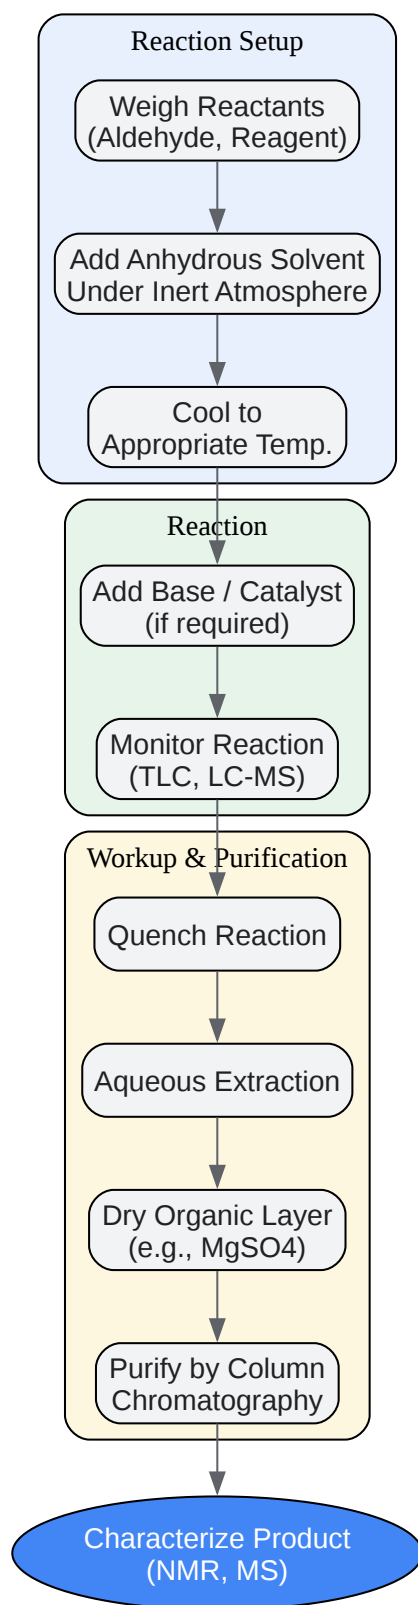 Reaction Setup
Weigh Reactants
(Aldehyde, Reagent)
Add Anhydrous Solvent
Under Inert Atmosphere
Cool to
Appropriate Temp.
Reaction
Add Base / Catalyst
(if required)
Monitor Reaction
(TLC, LC-MS)
Workup & Purification
Quench Reaction
Aqueous Extraction
Dry Organic Layer
(e.g., MgSO4)
Purify by Column
Chromatography
Characterize Product
(NMR, MS)